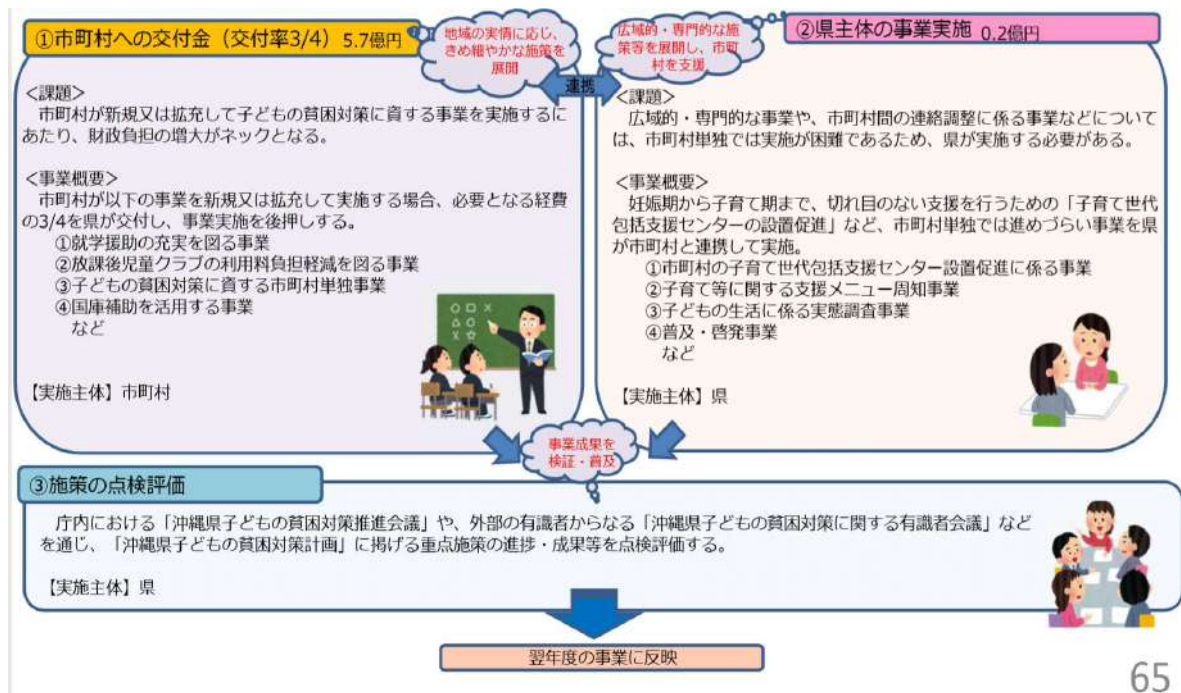 ①市町村への交付金（交付率3/4） 5.7億円
地域の実情に応じ、
きめ細やかな施策を
展開
連携
広域的・専門的な施
策等を展開し、市町
村を支援
②県主体の事業実施 0.2億円
＜課題＞
市町村が新規又は拡充して子どもの貧困対策に資する事業を実施するに
あたり、財政負担の増大がネックとなる。
＜事業概要＞
市町村が以下の事業を新規又は拡充して実施する場合、必要となる経費
の3/4を県が交付し、事業実施を後押しする。
①就学援助の充実を図る事業
②放課後児童クラブの利用料負担軽減を図る事業
③子どもの貧困対策に資する市町村単独事業
④国庫補助を活用する事業
など
【実施主体】市町村
＜課題＞
広域的・専門的な事業や、市町村間の連絡調整に係る事業などについて
は、市町村単独では実施が困難であるため、県が実施する必要がある。
＜事業概要＞
妊娠期から子育て期まで、切れ目のない支援を行うための「子育て世代
包括支援センターの設置促進」など、市町村単独では進めづらい事業を県
が市町村と連携して実施。
①市町村の子育て世代包括支援センター設置促進に係る事業
②子育て等に関する支援メニュー周知事業
③子どもの生活に係る実態調査事業
④普及・啓発事業
など
【実施主体】県
事業成果を
検証・普及
③施策の点検評価
庁内における「沖縄県子どもの貧困対策推進会議」や、外部の有識者からなる「沖縄県子どもの貧困対策に関する有識者会議」など
を通じ、「沖縄県子どもの貧困対策計画」に掲げる重点施策の進捗・成果等を点検評価する。
【実施主体】県
翌年度の事業に反映
65